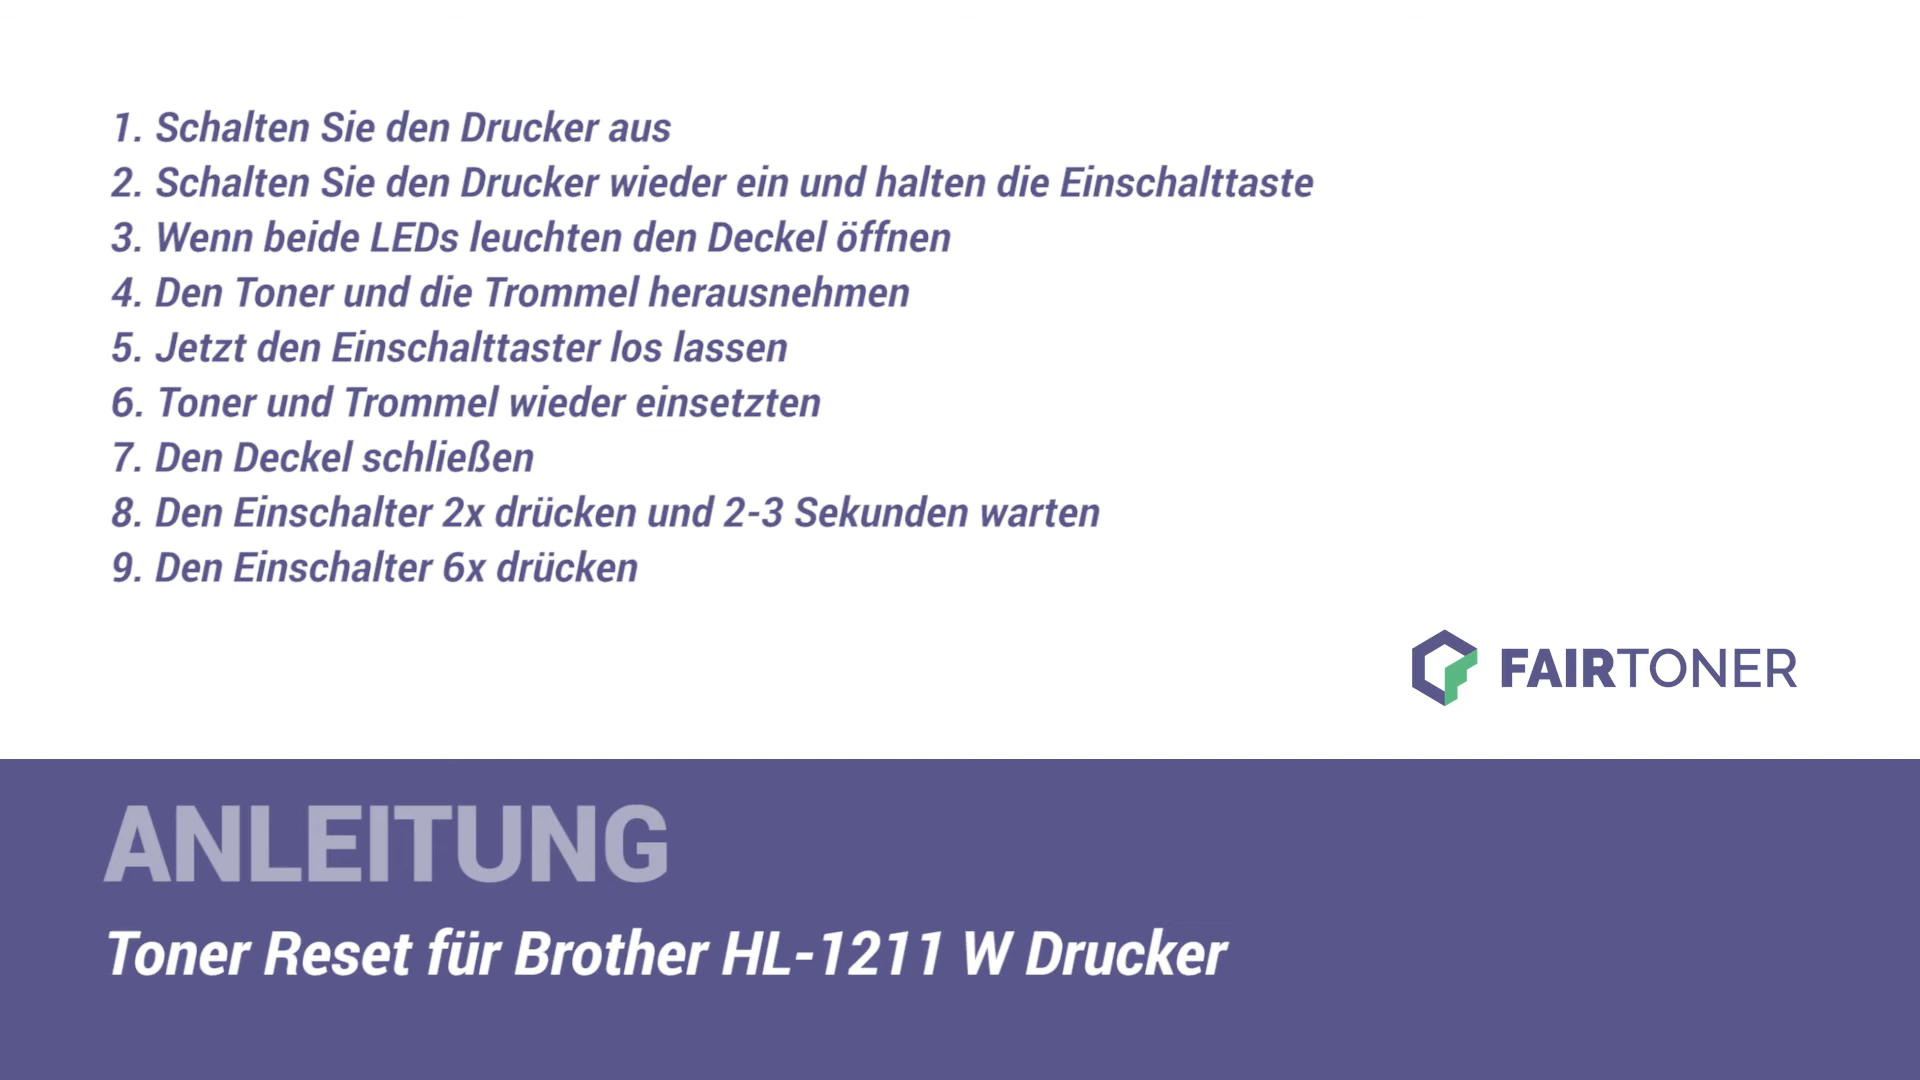 1. Schalten Sie den Drucker aus
2. Schalten Sie den Drucker wieder ein und halten die Einschalttaste
3. Wenn beide LEDs leuchten den Deckel öffnen
4. Den Toner und die Trommel herausnehmen
5. Jetzt den Einschalttaster los lassen
6. Toner und Trommel wieder einsetzten
7. Den Deckel schließen
8. Den Einschalter 2x drücken und 2-3 Sekunden warten
9. Den Einschalter 6x drücken
FAIRTONER
ANLEITUNG
Toner Reset für Brother HL-1211 W Drucker